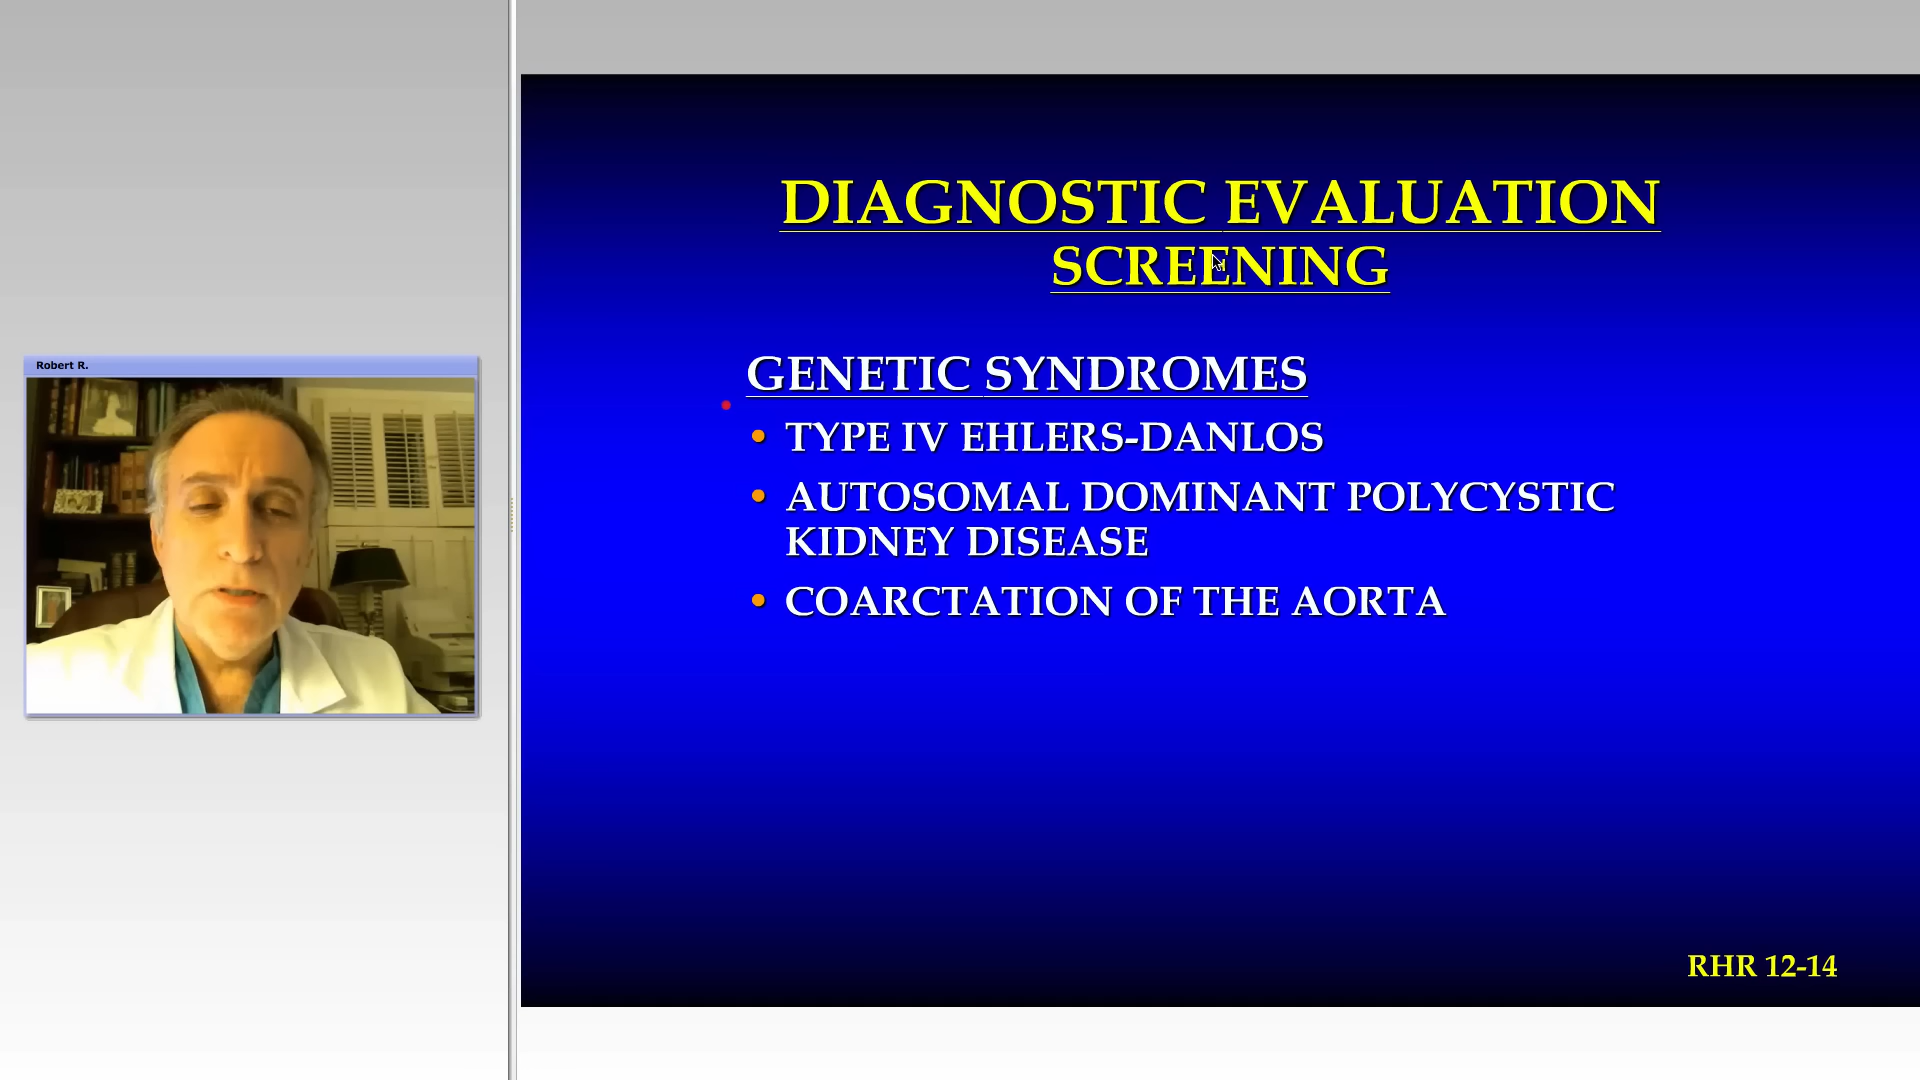 Robert R.
DIAGNOSTIC EVALUATION
SCREENING
GENETIC SYNDROMES
• TYPE IV EHLERS-DANLOS
• AUTOSOMAL DOMINANT POLYCYSTIC
KIDNEY DISEASE
• COARCTATION OF THE AORTA
RHR 12-14